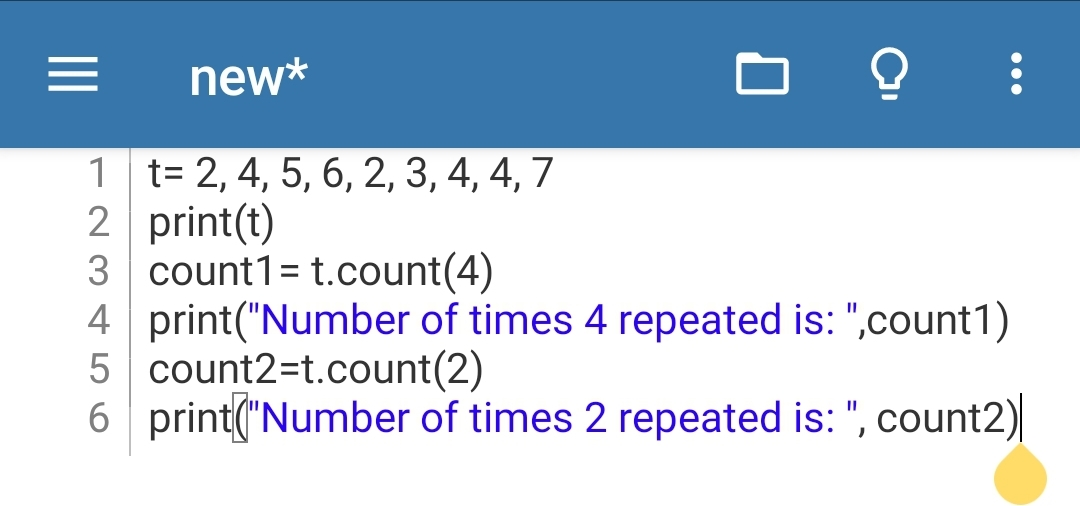 new*
1 t= 2, 4, 5, 6, 2, 3, 4, 4, 7
2 print(t)
3 count1= t.count(4)
4 print("Number of times 4 repeated is: ",count1)
5 count2=t.count(2)
6 print("Number of times 2 repeated is: ", count2)